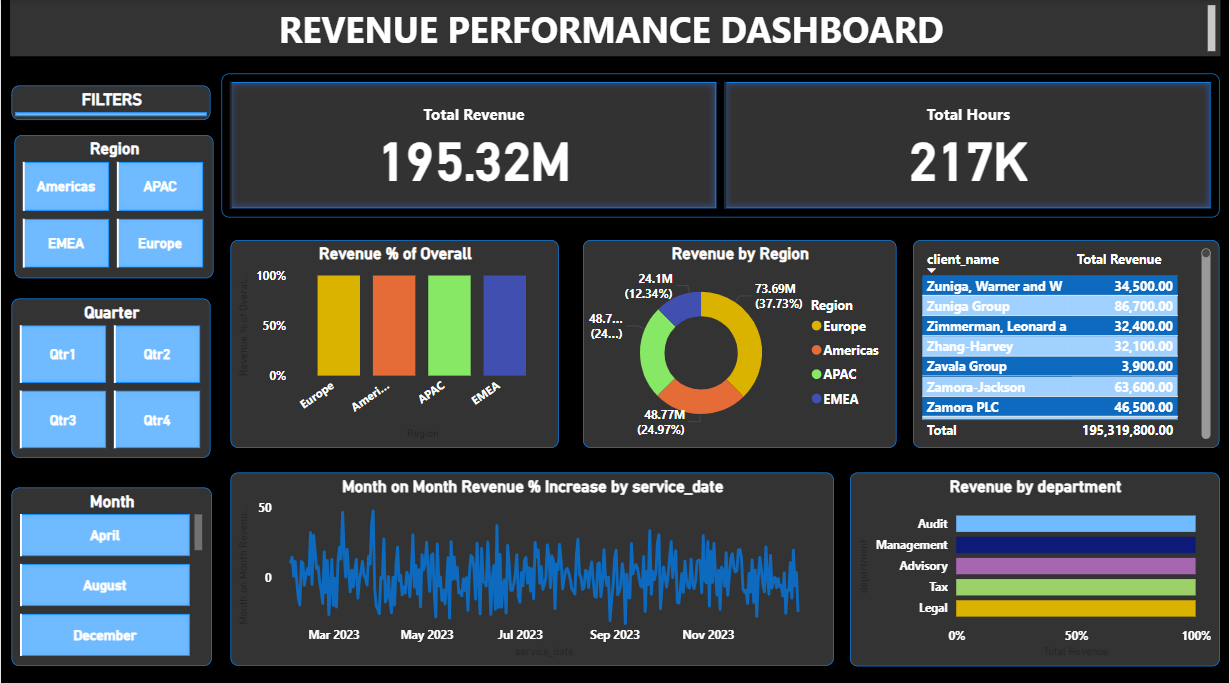 REVENUE PERFORMANCE DASHBOARD
FILTERS
Region
Americas
APAC
EMEA
Europe
Quarter
Qtr1
Qtr2
Qtr3
Qtr4
Month
April
August
December
Total Revenue
195.32M
Total Hours
217K
Revenue % of Overall
Revenue % of Overal...
100%
50%
0%
Europe
Ameri...
APAC
EMEA
Region
Revenue by Region
24.1M
(12.34%)
73.69M
(37.73%)
48.7...
(24...)
48.77M
(24.97%)
Region
Europe
Americas
APAC
EMEA
client_name Total Revenue
Zuniga, Warner and W 34,500.00
Zuniga Group 86,700.00
Zimmerman, Leonard a 32,400.00
Zhang-Harvey 32,100.00
Zavala Group 3,900.00
Zamora-Jackson 63,600.00
Zamora PLC 46,500.00
Total 195,319,800.00
Month on Month Revenue % Increase by service_date
Month on Month Revenu...
50
0
Mar 2023
May 2023
Jul 2023
Sep 2023
Nov 2023
service_date
Revenue by department
department
Audit
Management
Advisory
Tax
Legal
0%
50%
100%
Total Revenue